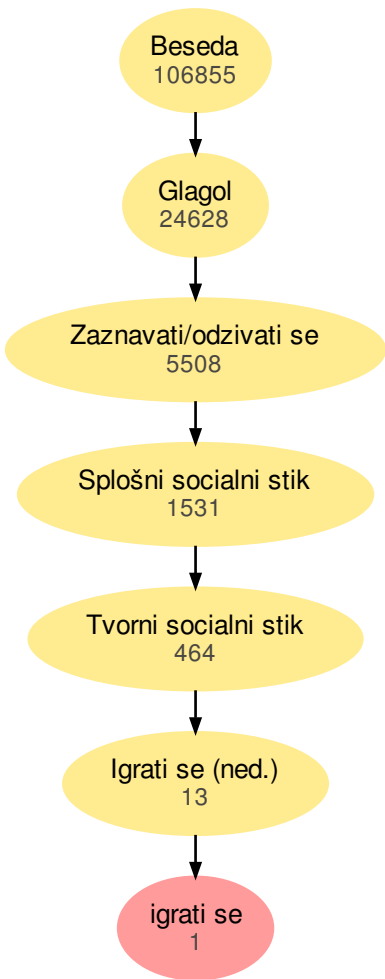 Beseda
106855
Glagol
24628
Zaznavati/odzivati se
5508
Splošni socialni stik
1531
Tvorni socialni stik
464
Igrati se (ned.)
13
igrati se
1